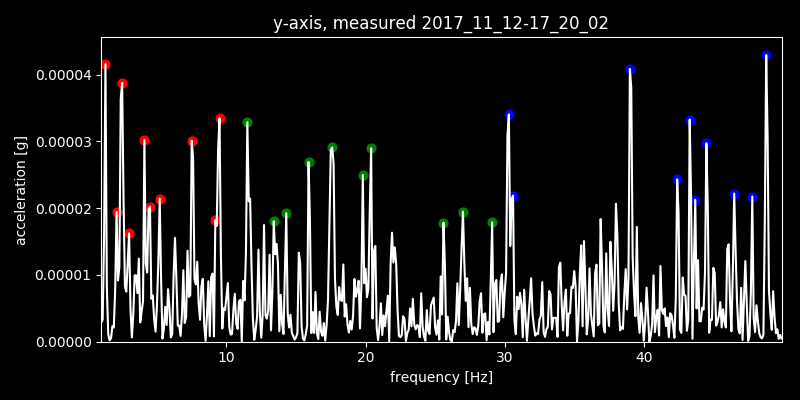 y-axis, measured 2017_11_12-17_20_02
0.00004
0.00003
0.00002
0.00001
0.00000
acceleration [g]
10 20 30 40
frequency [Hz]